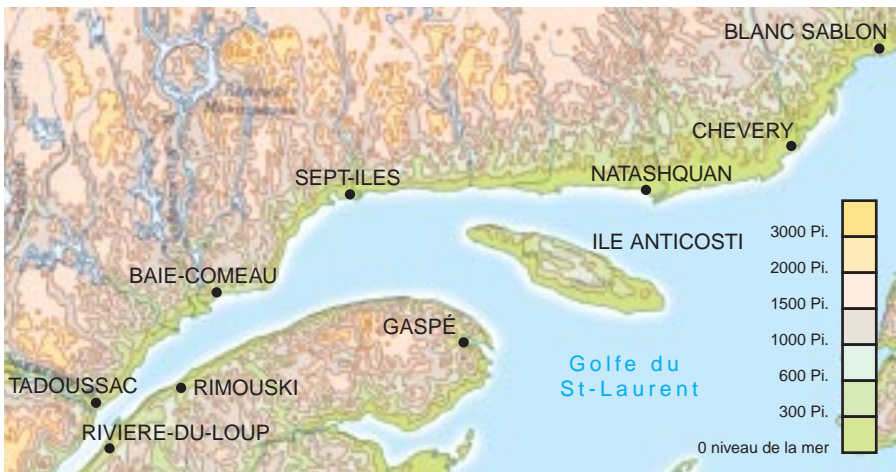 BLANC SABLON
CHEVERY
SEPT-ILES
NATASHQUAN
ILE ANTICOSTI
BAIE-COMEAU
GASPÉ
Golfe du
St-Laurent
TADOUSSAC
RIMOUSKI
RIVIERE-DU-LOUP
3000 Pi.
2000 Pi.
1500 Pi.
1000 Pi.
600 Pi.
300 Pi.
0 niveau de la mer